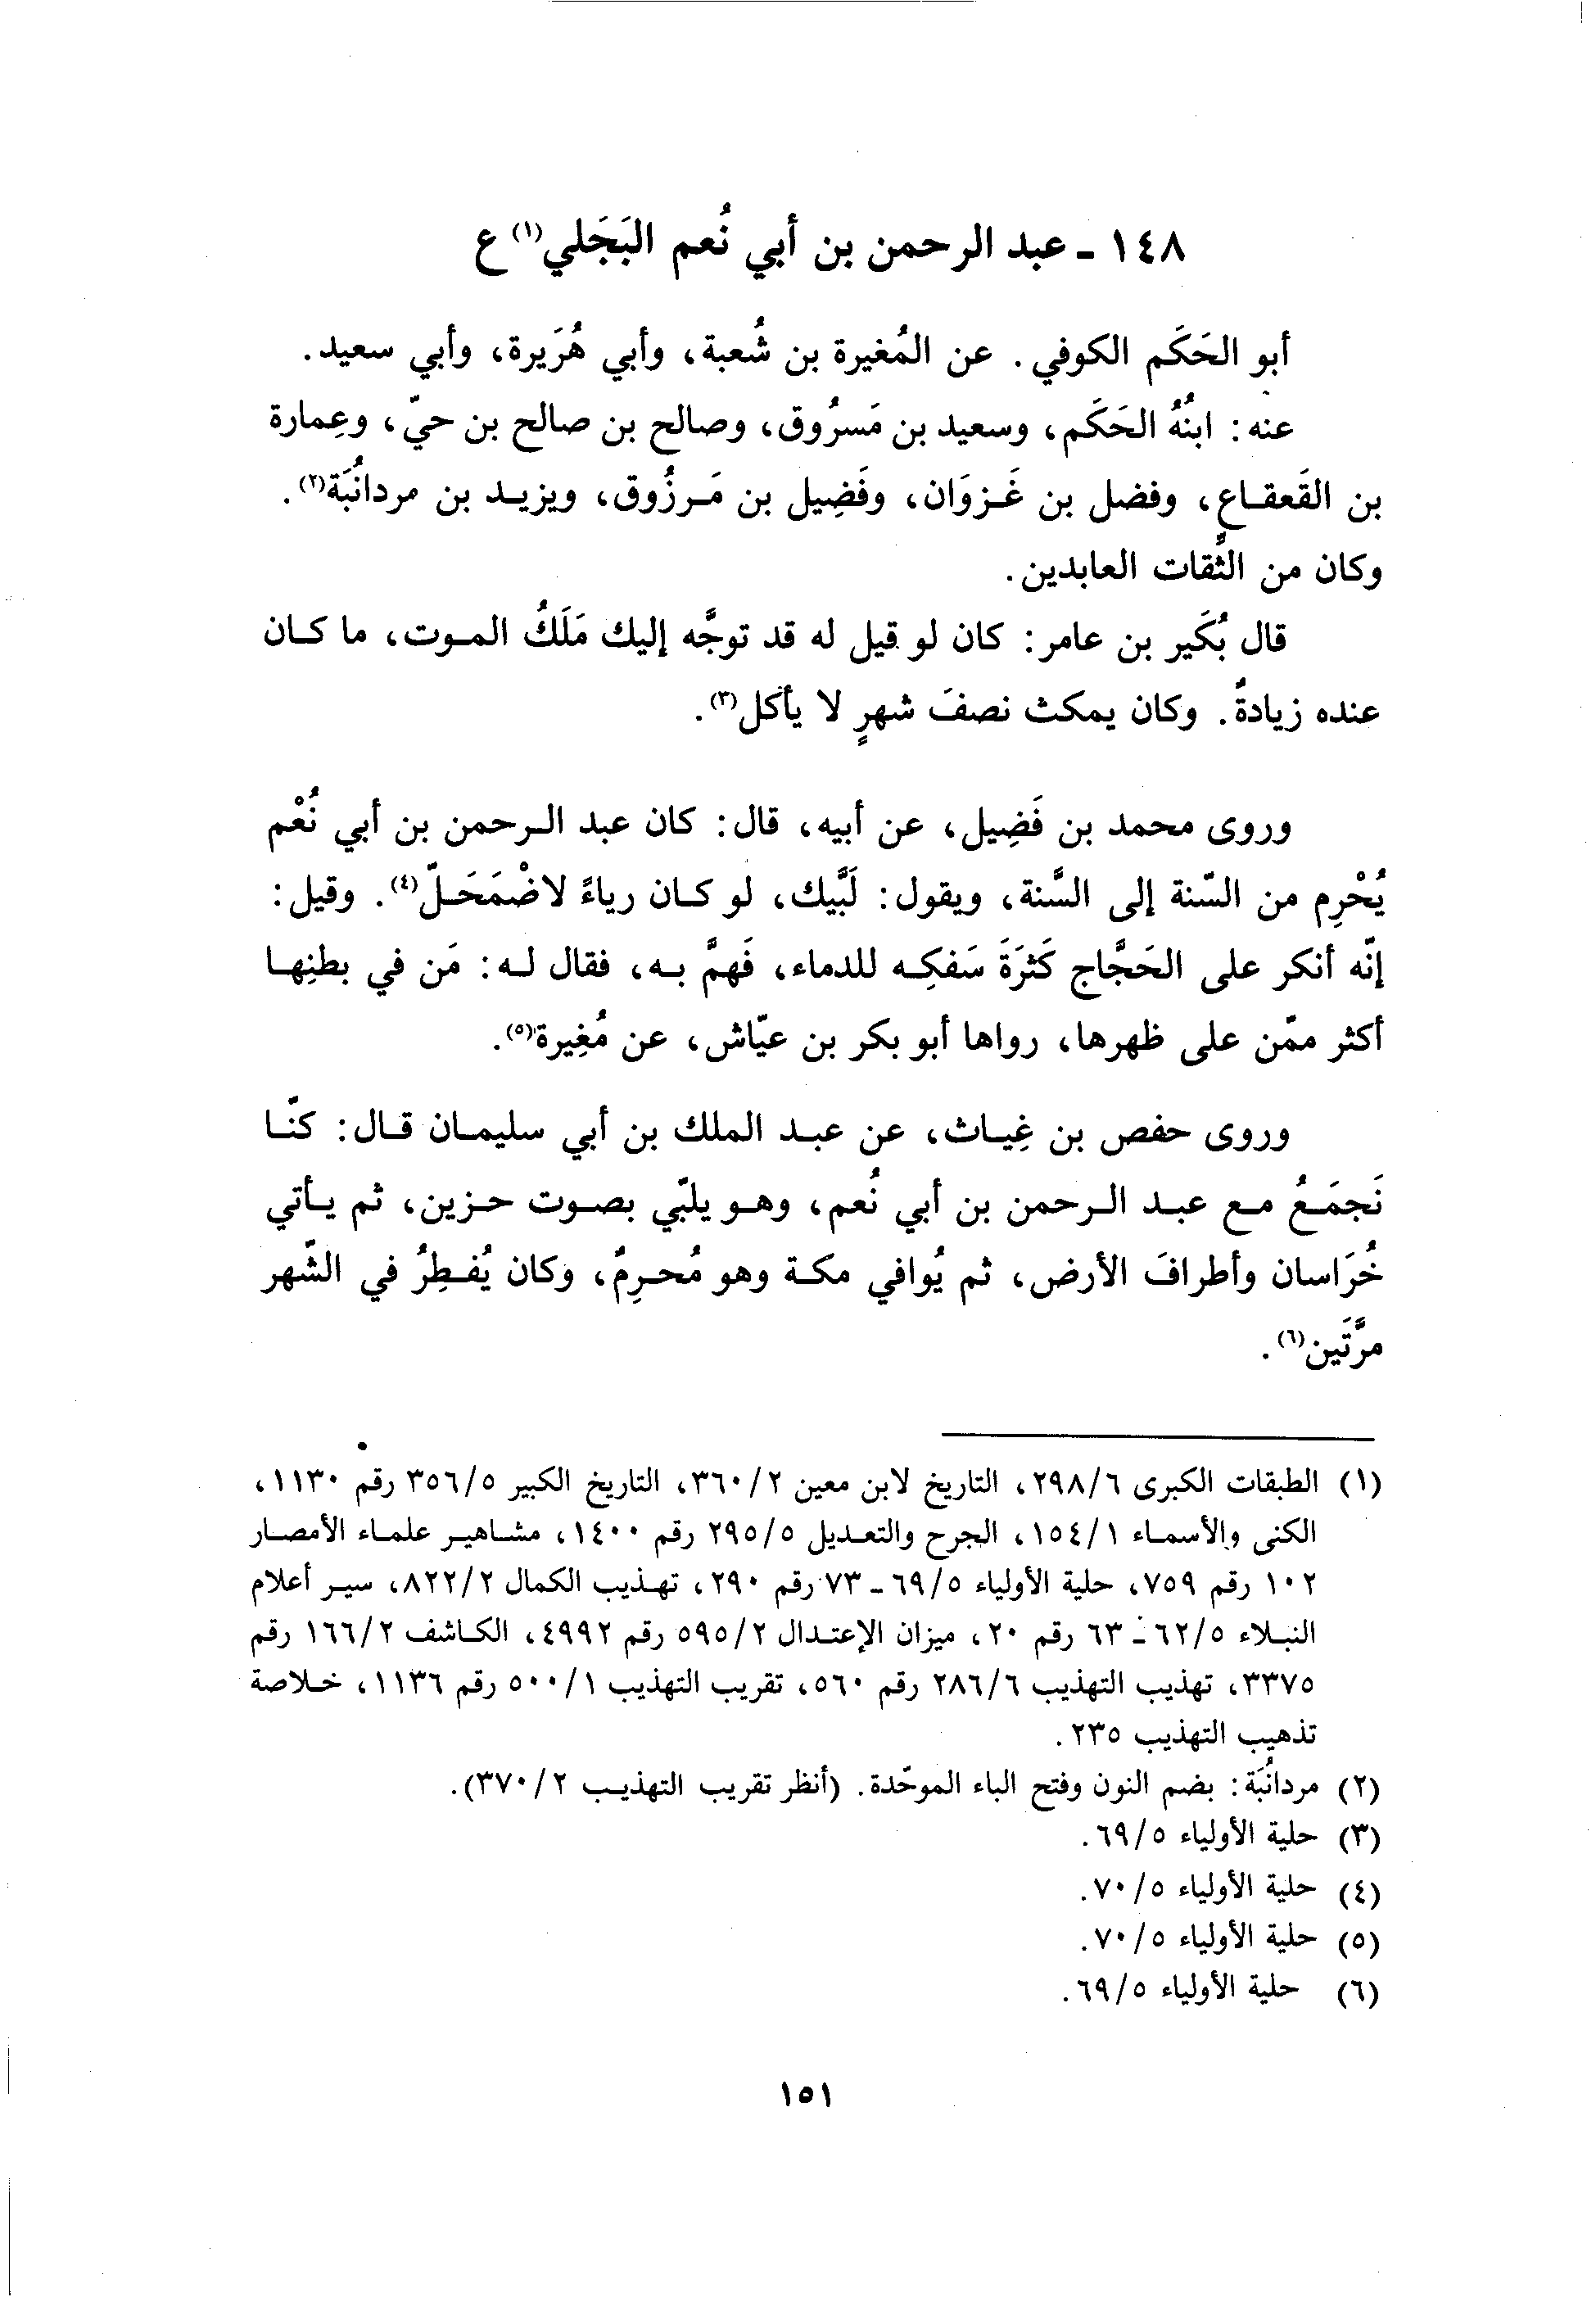 ١٤٨ ـ عبد الرحمن بن أبي نُعم البَجَلي(١) ع
أبو الحَكَم الكوفي. عن المُغيرة بن شُعبة، وأبي هُرَيرة، وأبي سعيد.
عنه: ابنُهُ الحَكَم، وسعيد بن مَسرُوق، وصالح بن صالح بن حيّ، وعِمارة
بن القَعقاعِ، وفضل بن غَزوَان، وفَضِيل بن مَرزُوق، ويزيد بن مردانُبَة(٢).
وكان من الثُّقات العابدين.
قال بُكَير بن عامر: كان لو قيل له قد توجَّه إليك مَلَكُ الموت، ما كان
عنده زيادةٌ. وكان يمكث نصفَ شهرٍ لا يأكل(٣).
وروى محمد بن فَضِيل، عن أبيه، قال: كان عبد الرحمن بن أبي نُعْم
يُحْرِم من السّنة إلى السَّنة، ويقول: لَبَّيك، لو كان رياءً لاضْمَحَلّ(٤). وقيل:
إنّه أنكر على الحَجَّاج كَثرَةَ سَفكِه للدماء، فَهمَّ به، فقال له: مَن في بطنِها
أكثر ممّن على ظهرها، رواها أبو بكر بن عيّاش، عن مُغِيرة(٥).
وروى حفص بن غِياث، عن عبد الملك بن أبي سليمان قال: كنّا
نَجمَعُ مع عبد الرحمن بن أبي نُعم، وهو يلبّي بصوت حزين، ثم يأتي
خُرَاسان وأطرافَ الأرض، ثم يُوافي مكة وهو مُحرِمٌ، وكان يُفطِرُ في الشّهر
مرَّتَين(٦).
(١) الطبقات الكبرى ٢٩٨/٦، التاريخ لابن معين ٣٦٠/٢، التاريخ الكبير ٣٥٦/٥ رقم ١١٣٠،
الكنى والأسماء ١٥٤/١، الجرح والتعديل ٢٩٥/٥ رقم ١٤٠٠، مشاهير علماء الأمصار
١٠٢ رقم ٧٥٩، حلية الأولياء ٦٩/٥ ـ ٧٣ رقم ٢٩٠، تهذيب الكمال ٨٢٢/٢، سير أعلام
النبلاء ٦٢/٥ ـ ٦٣ رقم ٢٠، ميزان الإعتدال ٥٩٥/٢ رقم ٤٩٩٢، الكاشف ١٦٦/٢ رقم
٣٣٧٥، تهذيب التهذيب ٢٨٦/٦ رقم ٥٦٠، تقريب التهذيب ٥٠٠/١ رقم ١١٣٦، خلاصة
تذهيب التهذيب ٢٣٥.
(٢) مردانُبَة: بضم النون وفتح الباء الموحّدة. (أنظر تقريب التهذيب ٣٧٠/٢).
(٣) حلية الأولياء ٦٩/٥.
(٤) حلية الأولياء ٧٠/٥.
(٥) حلية الأولياء ٧٠/٥.
(٦) حلية الأولياء ٦٩/٥.
١٥١